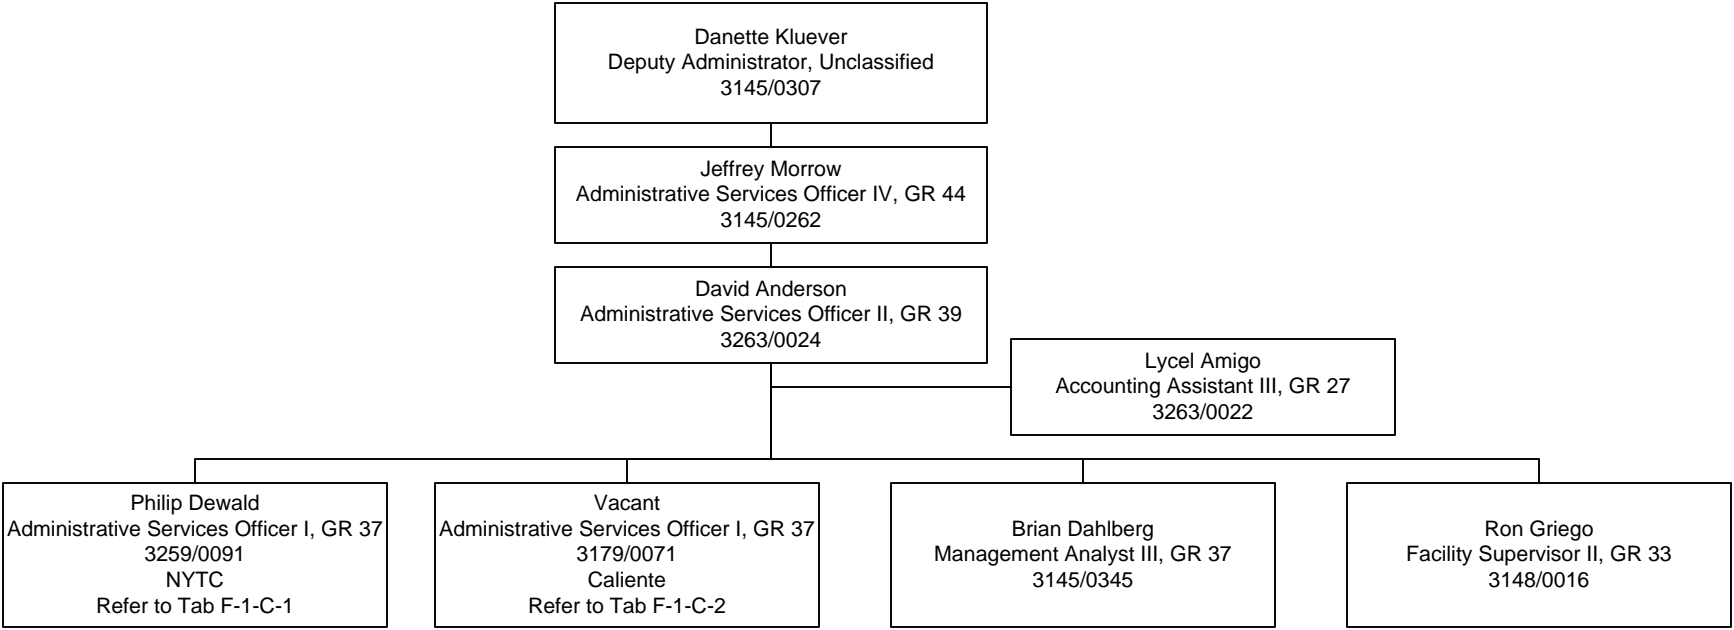 Danette Kluever
Deputy Administrator, Unclassified
3145/0307
Jeffrey Morrow
Administrative Services Officer IV, GR 44
3145/0262
David Anderson
Administrative Services Officer II, GR 39
3263/0024
Lycel Amigo
Accounting Assistant III, GR 27
3263/0022
Philip Dewald
Administrative Services Officer I, GR 37
3259/0091
NYTC
Refer to Tab F-1-C-1
Vacant
Administrative Services Officer I, GR 37
3179/0071
Caliente
Refer to Tab F-1-C-2
Brian Dahlberg
Management Analyst III, GR 37
3145/0345
Ron Griego
Facility Supervisor II, GR 33
3148/0016